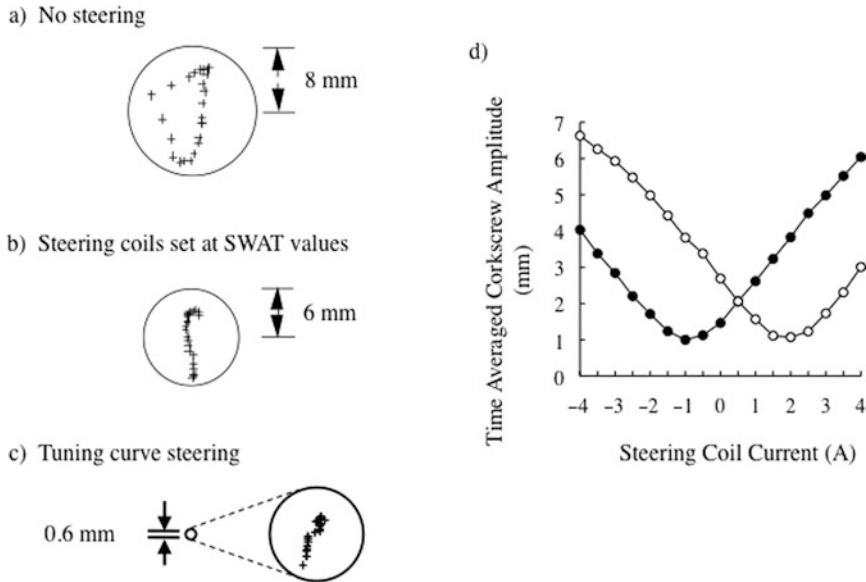 a) No steering
8 mm
b) Steering coils set at SWAT values
6 mm
c) Tuning curve steering
0.6 mm
d)
Time Averaged Corkscrew Amplitude
(mm)
7
6
5
4
3
2
1
0
−4 −3 −2 −1 0 1 2 3 4
Steering Coil Current (A)